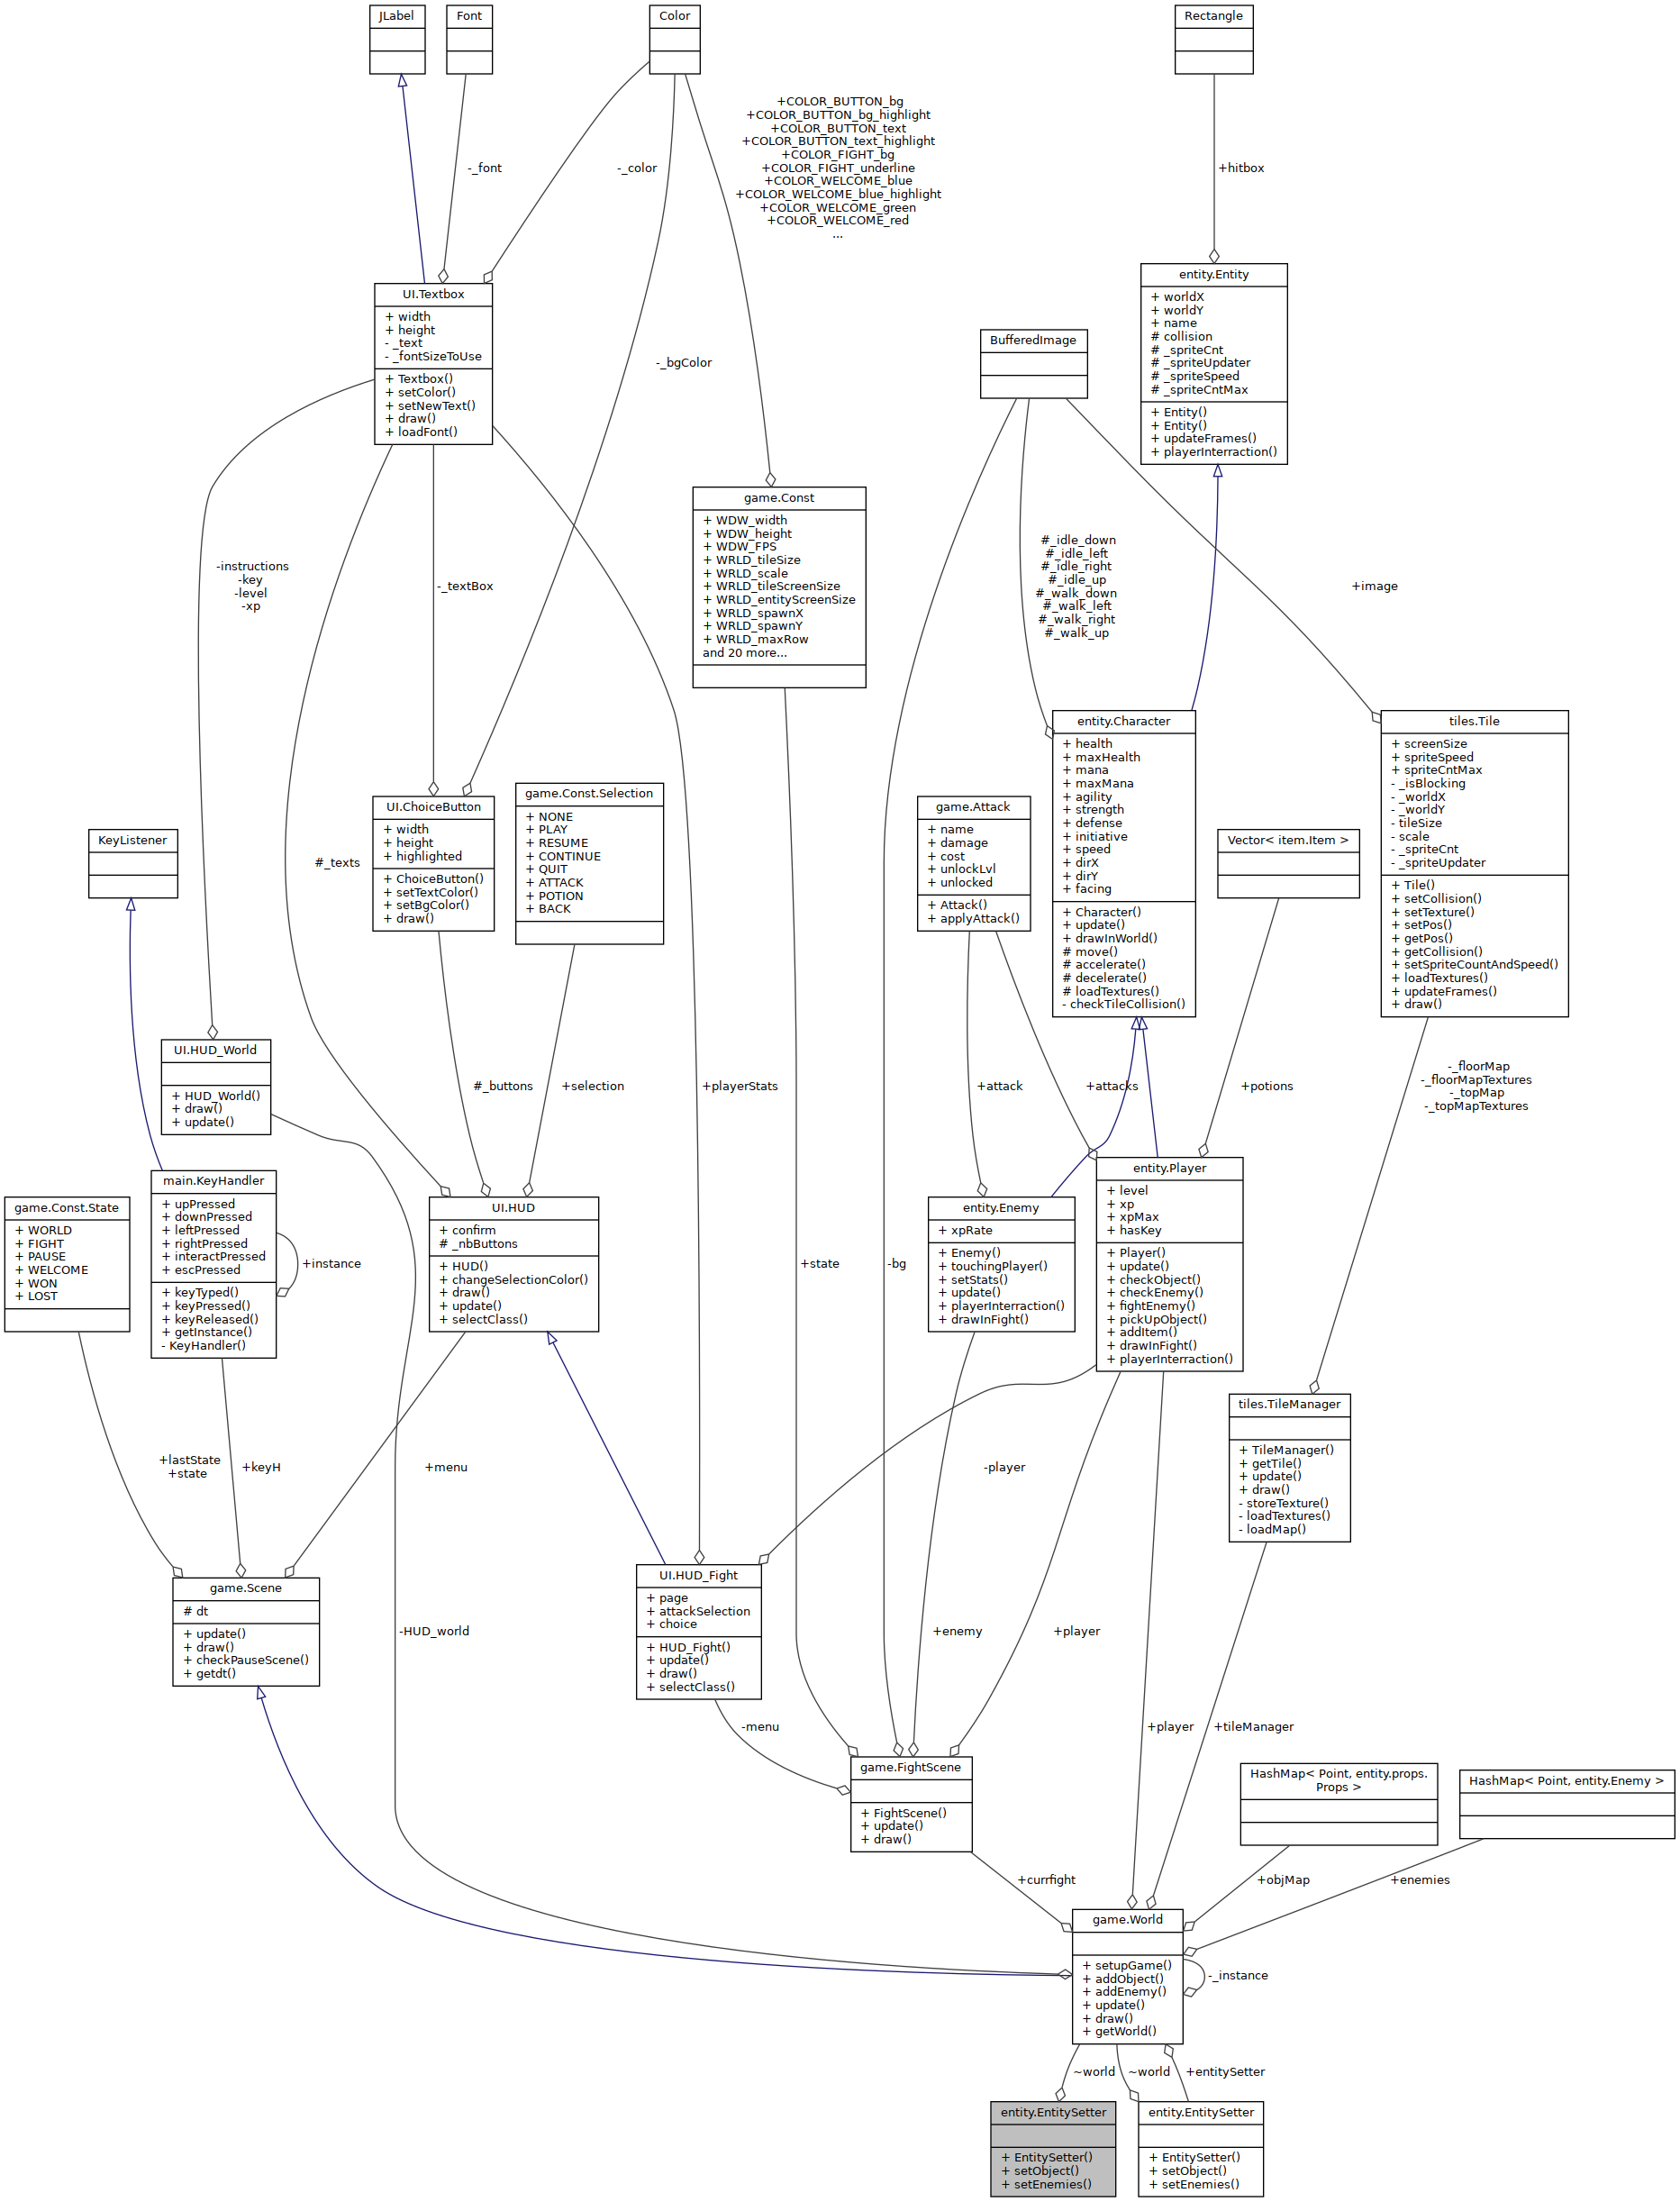 JLabel
Font
Color
Rectangle
+COLOR_BUTTON_bg
+COLOR_BUTTON_bg_highlight
+COLOR_BUTTON_text
+COLOR_BUTTON_text_highlight
+COLOR_FIGHT_bg
+COLOR_FIGHT_underline
+COLOR_WELCOME_blue
+COLOR_WELCOME_blue_highlight
+COLOR_WELCOME_green
+COLOR_WELCOME_red
...
-_font
-_color
+hitbox
UI.Textbox
+ width
+ height
- _text
- _fontSizeToUse
+ Textbox()
+ setColor()
+ setNewText()
+ draw()
+ loadFont()
entity.Entity
+ worldX
+ worldY
+ name
# collision
# _spriteCnt
# _spriteUpdater
# _spriteSpeed
# _spriteCntMax
+ Entity()
+ Entity()
+ updateFrames()
+ playerInterraction()
BufferedImage
-_bgColor
game.Const
+ WDW_width
+ WDW_height
+ WDW_FPS
+ WRLD_tileSize
+ WRLD_scale
+ WRLD_tileScreenSize
+ WRLD_entityScreenSize
+ WRLD_spawnX
+ WRLD_spawnY
+ WRLD_maxRow
and 20 more...
-instructions
-key
-level
-xp
-_textBox
#_idle_down
#_idle_left
#_idle_right
#_idle_up
#_walk_down
#_walk_left
#_walk_right
#_walk_up
+image
entity.Character
+ health
+ maxHealth
+ mana
+ maxMana
+ agility
+ strength
+ defense
+ initiative
+ speed
+ dirX
+ dirY
+ facing
+ Character()
+ update()
+ drawInWorld()
# move()
# accelerate()
# decelerate()
# loadTextures()
- checkTileCollision()
tiles.Tile
+ screenSize
+ spriteSpeed
+ spriteCntMax
- _isBlocking
- _worldX
- _worldY
- tileSize
- scale
- _spriteCnt
- _spriteUpdater
+ Tile()
+ setCollision()
+ setTexture()
+ setPos()
+ getPos()
+ getCollision()
+ setSpriteCountAndSpeed()
+ loadTextures()
+ updateFrames()
+ draw()
KeyListener
#_texts
UI.ChoiceButton
+ width
+ height
+ highlighted
+ ChoiceButton()
+ setTextColor()
+ setBgColor()
+ draw()
game.Const.Selection
+ NONE
+ PLAY
+ RESUME
+ CONTINUE
+ QUIT
+ ATTACK
+ POTION
+ BACK
game.Attack
+ name
+ damage
+ cost
+ unlockLvl
+ unlocked
+ Attack()
+ applyAttack()
Vector< item.Item >
UI.HUD_World
+ HUD_World()
+ draw()
+ update()
#_buttons
+selection
+playerStats
+attack
+attacks
+potions
-_floorMap
-_floorMapTextures
-_topMap
-_topMapTextures
game.Const.State
+ WORLD
+ FIGHT
+ PAUSE
+ WELCOME
+ WON
+ LOST
main.KeyHandler
+ upPressed
+ downPressed
+ leftPressed
+ rightPressed
+ interactPressed
+ escPressed
+ keyTyped()
+ keyPressed()
+ keyReleased()
+ getInstance()
- KeyHandler()
+instance
UI.HUD
+ confirm
# _nbButtons
+ HUD()
+ changeSelectionColor()
+ draw()
+ update()
+ selectClass()
+state
-bg
entity.Enemy
+ xpRate
+ Enemy()
+ touchingPlayer()
+ setStats()
+ update()
+ playerInterraction()
+ drawInFight()
entity.Player
+ level
+ xp
+ xpMax
+ hasKey
+ Player()
+ update()
+ checkObject()
+ checkEnemy()
+ fightEnemy()
+ pickUpObject()
+ addItem()
+ drawInFight()
+ playerInterraction()
+lastState
+state
+keyH
+menu
-player
tiles.TileManager
+ TileManager()
+ getTile()
+ update()
+ draw()
- storeTexture()
- loadTextures()
- loadMap()
game.Scene
# dt
+ update()
+ draw()
+ checkPauseScene()
+ getdt()
-HUD_world
UI.HUD_Fight
+ page
+ attackSelection
+ choice
+ HUD_Fight()
+ update()
+ draw()
+ selectClass()
+enemy
+player
-menu
+player
+tileManager
game.FightScene
+ FightScene()
+ update()
+ draw()
HashMap< Point, entity.props.
Props >
HashMap< Point, entity.Enemy >
+currfight
+objMap
+enemies
game.World
+ setupGame()
+ addObject()
+ addEnemy()
+ update()
+ draw()
+ getWorld()
-_instance
~world
~world
+entitySetter
entity.EntitySetter
+ EntitySetter()
+ setObject()
+ setEnemies()
entity.EntitySetter
+ EntitySetter()
+ setObject()
+ setEnemies()